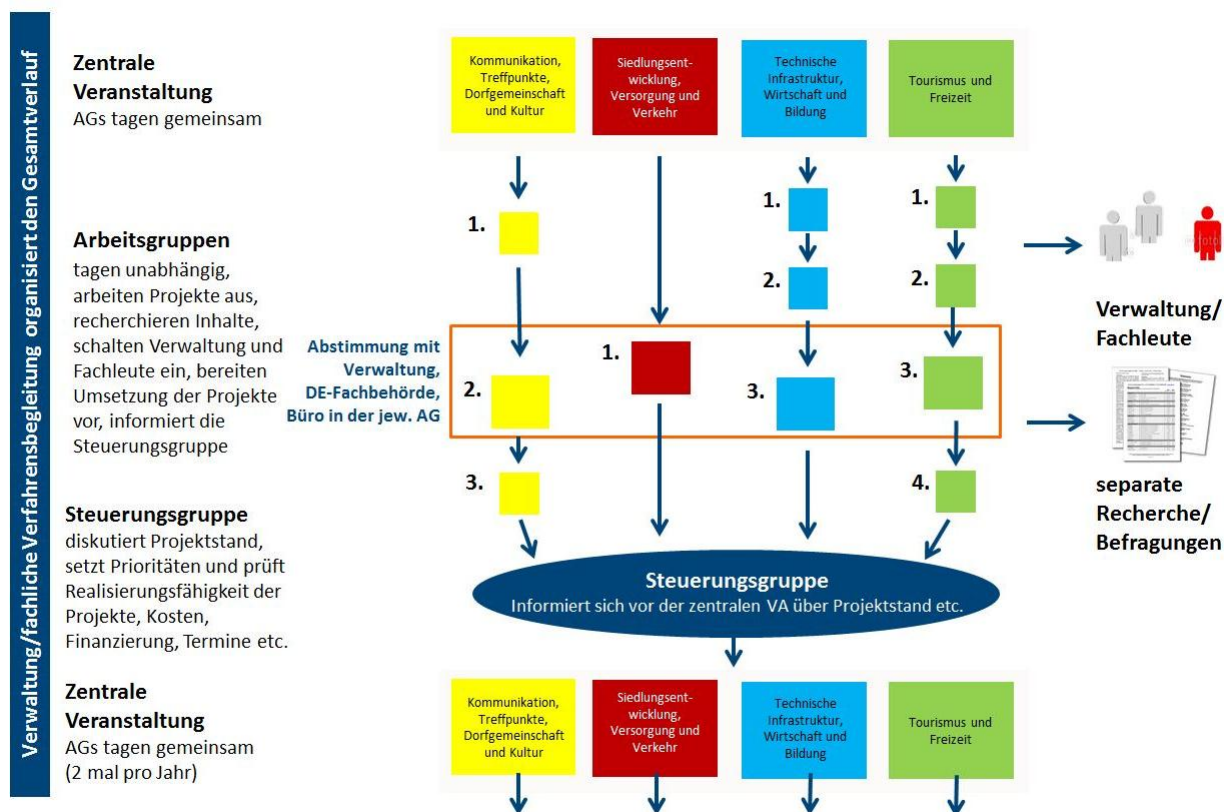 Verwaltung/fachliche Verfahrensbegleitung organisiert den Gesamtverlauf
Zentrale
Veranstaltung
AGs tagen gemeinsam
Kommunikation,
Treffpunkte,
Dorfgemeinschaft
und Kultur
Siedlungsent-
wicklung,
Versorgung und
Verkehr
Technische
Infrastruktur,
Wirtschaft und
Bildung
Tourismus und
Freizeit
Arbeitsgruppen
tagen unabhängig,
arbeiten Projekte aus,
recherchieren Inhalte,
schalten Verwaltung und
Fachleute ein, bereiten
Umsetzung der Projekte
vor, informiert die
Steuerungsgruppe
1.
2.
3.
1.
1.
2.
3.
1.
2.
3.
4.
Abstimmung mit
Verwaltung,
DE-Fachbehörde,
Büro in der jew. AG
Verwaltung/
Fachleute
separate
Recherche/
Befragungen
Steuerungsgruppe
diskutiert Projektstand,
setzt Prioritäten und prüft
Realisierungsfähigkeit der
Projekte, Kosten,
Finanzierung, Termine etc.
Steuerungsgruppe
Informiert sich vor der zentralen VA über Projektstand etc.
Zentrale
Veranstaltung
AGs tagen gemeinsam
(2 mal pro Jahr)
Kommunikation,
Treffpunkte,
Dorfgemeinschaft
und Kultur
Siedlungsent-
wicklung,
Versorgung und
Verkehr
Technische
Infrastruktur,
Wirtschaft und
Bildung
Tourismus und
Freizeit